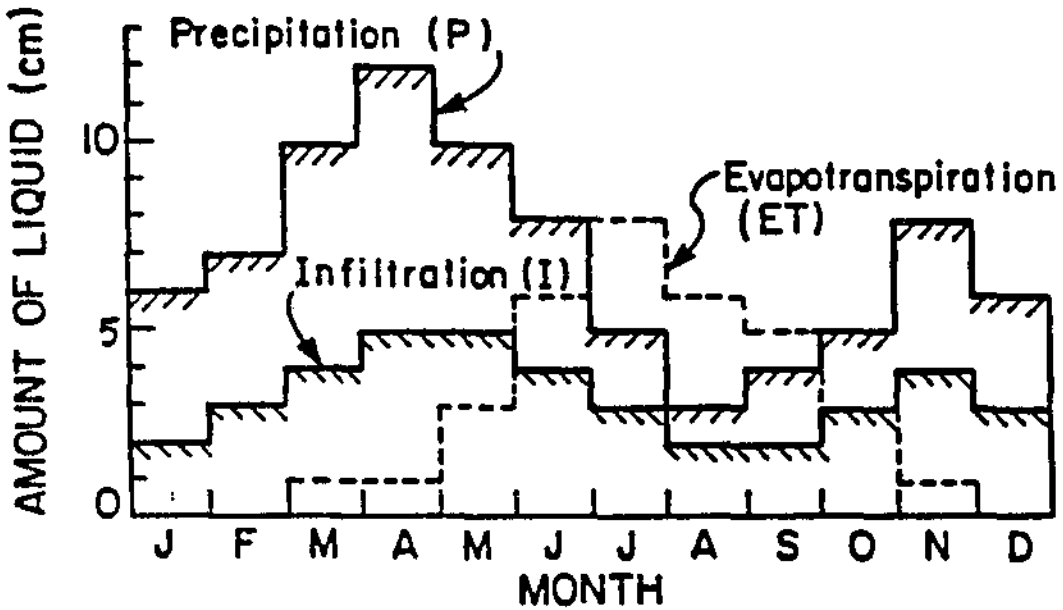 AMOUNT OF LIQUID (cm)
Precipitation (P)
10
Evapotranspiration
(ET)
Infiltration (I)
5
0
J F M A M J J A S O N D
MONTH